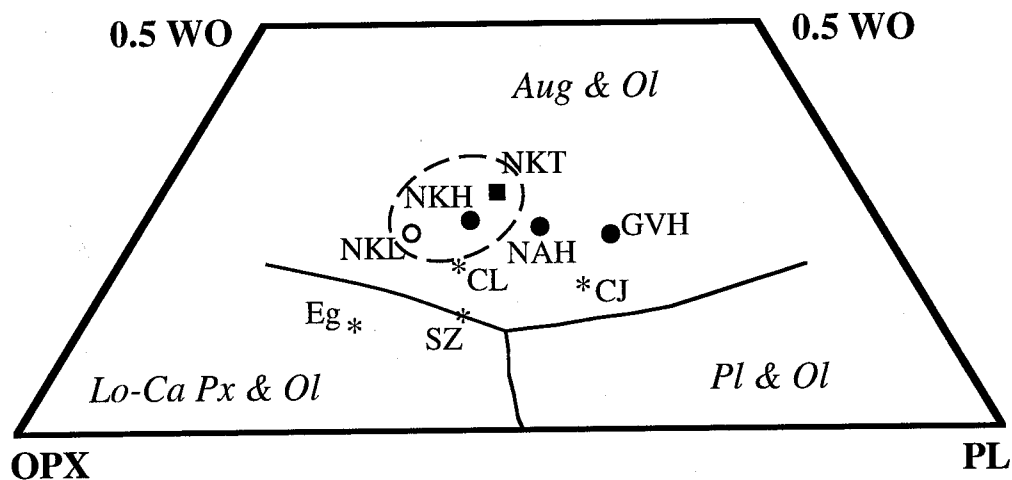 0.5 WO
0.5 WO
Aug & Ol
NKT
NKH
NKL
NAH
GVH
*CL
*CJ
Eg *
SZ *
Lo-Ca Px & Ol
Pl & Ol
OPX
PL